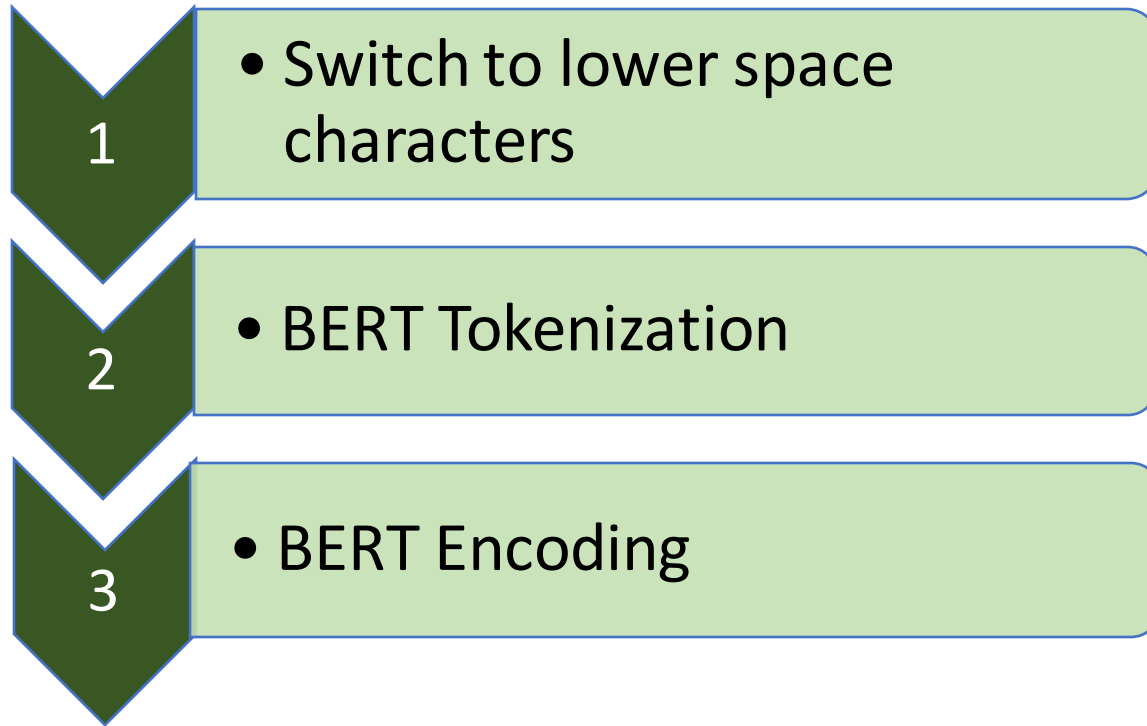 1
• Switch to lower space
characters
2
• BERT Tokenization
3
• BERT Encoding